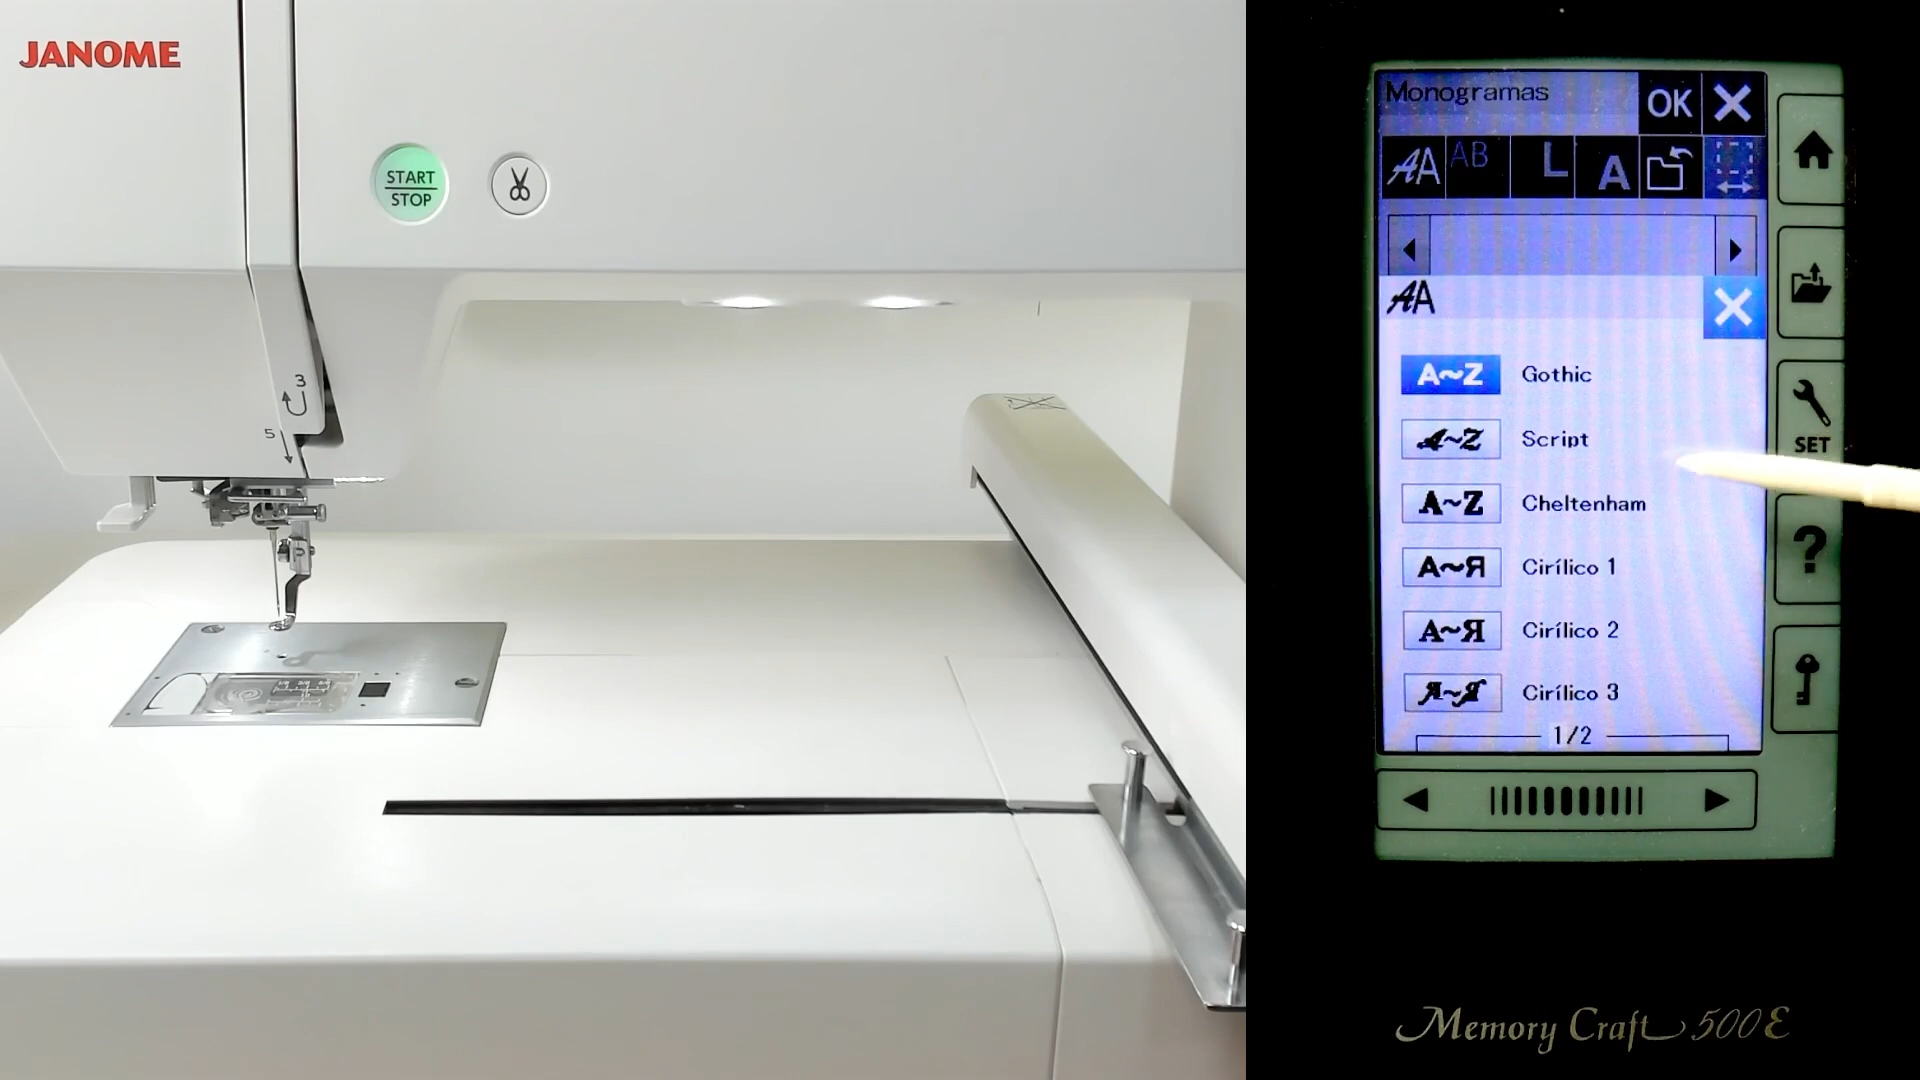 JANOME
START
STOP
3
5
Monogramas
OK
AA
AB
L
A
AA
A~Z Gothic
A~Z Script
A~Z Cheltenham
A~Я Cirílico 1
A~Я Cirílico 2
Я~Я Cirílico 3
1/2
SET
?
Memory Craft 500E